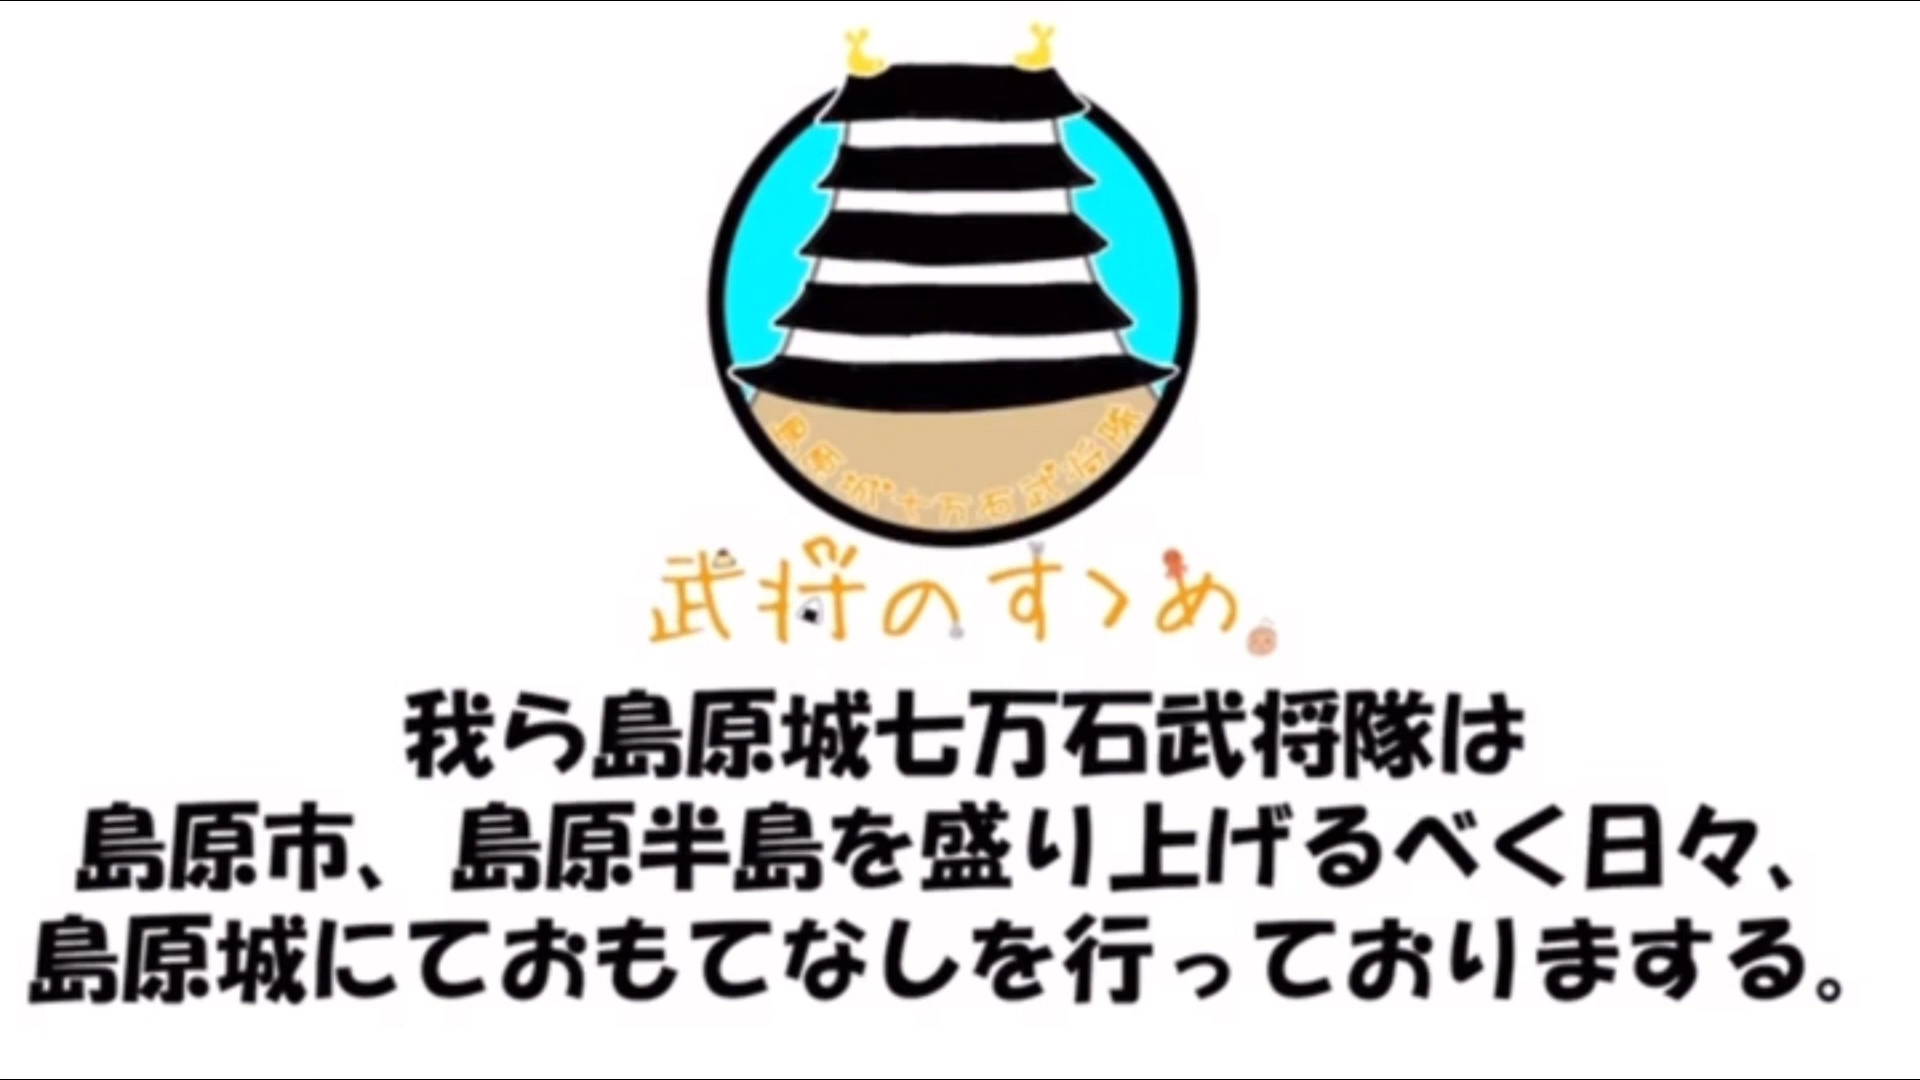 島原城七万石武将隊
武将のすゝめ。
我ら島原城七万石武将隊は
島原市、島原半島を盛り上げるべく日々、
島原城にておもてなしを行っておりまする。